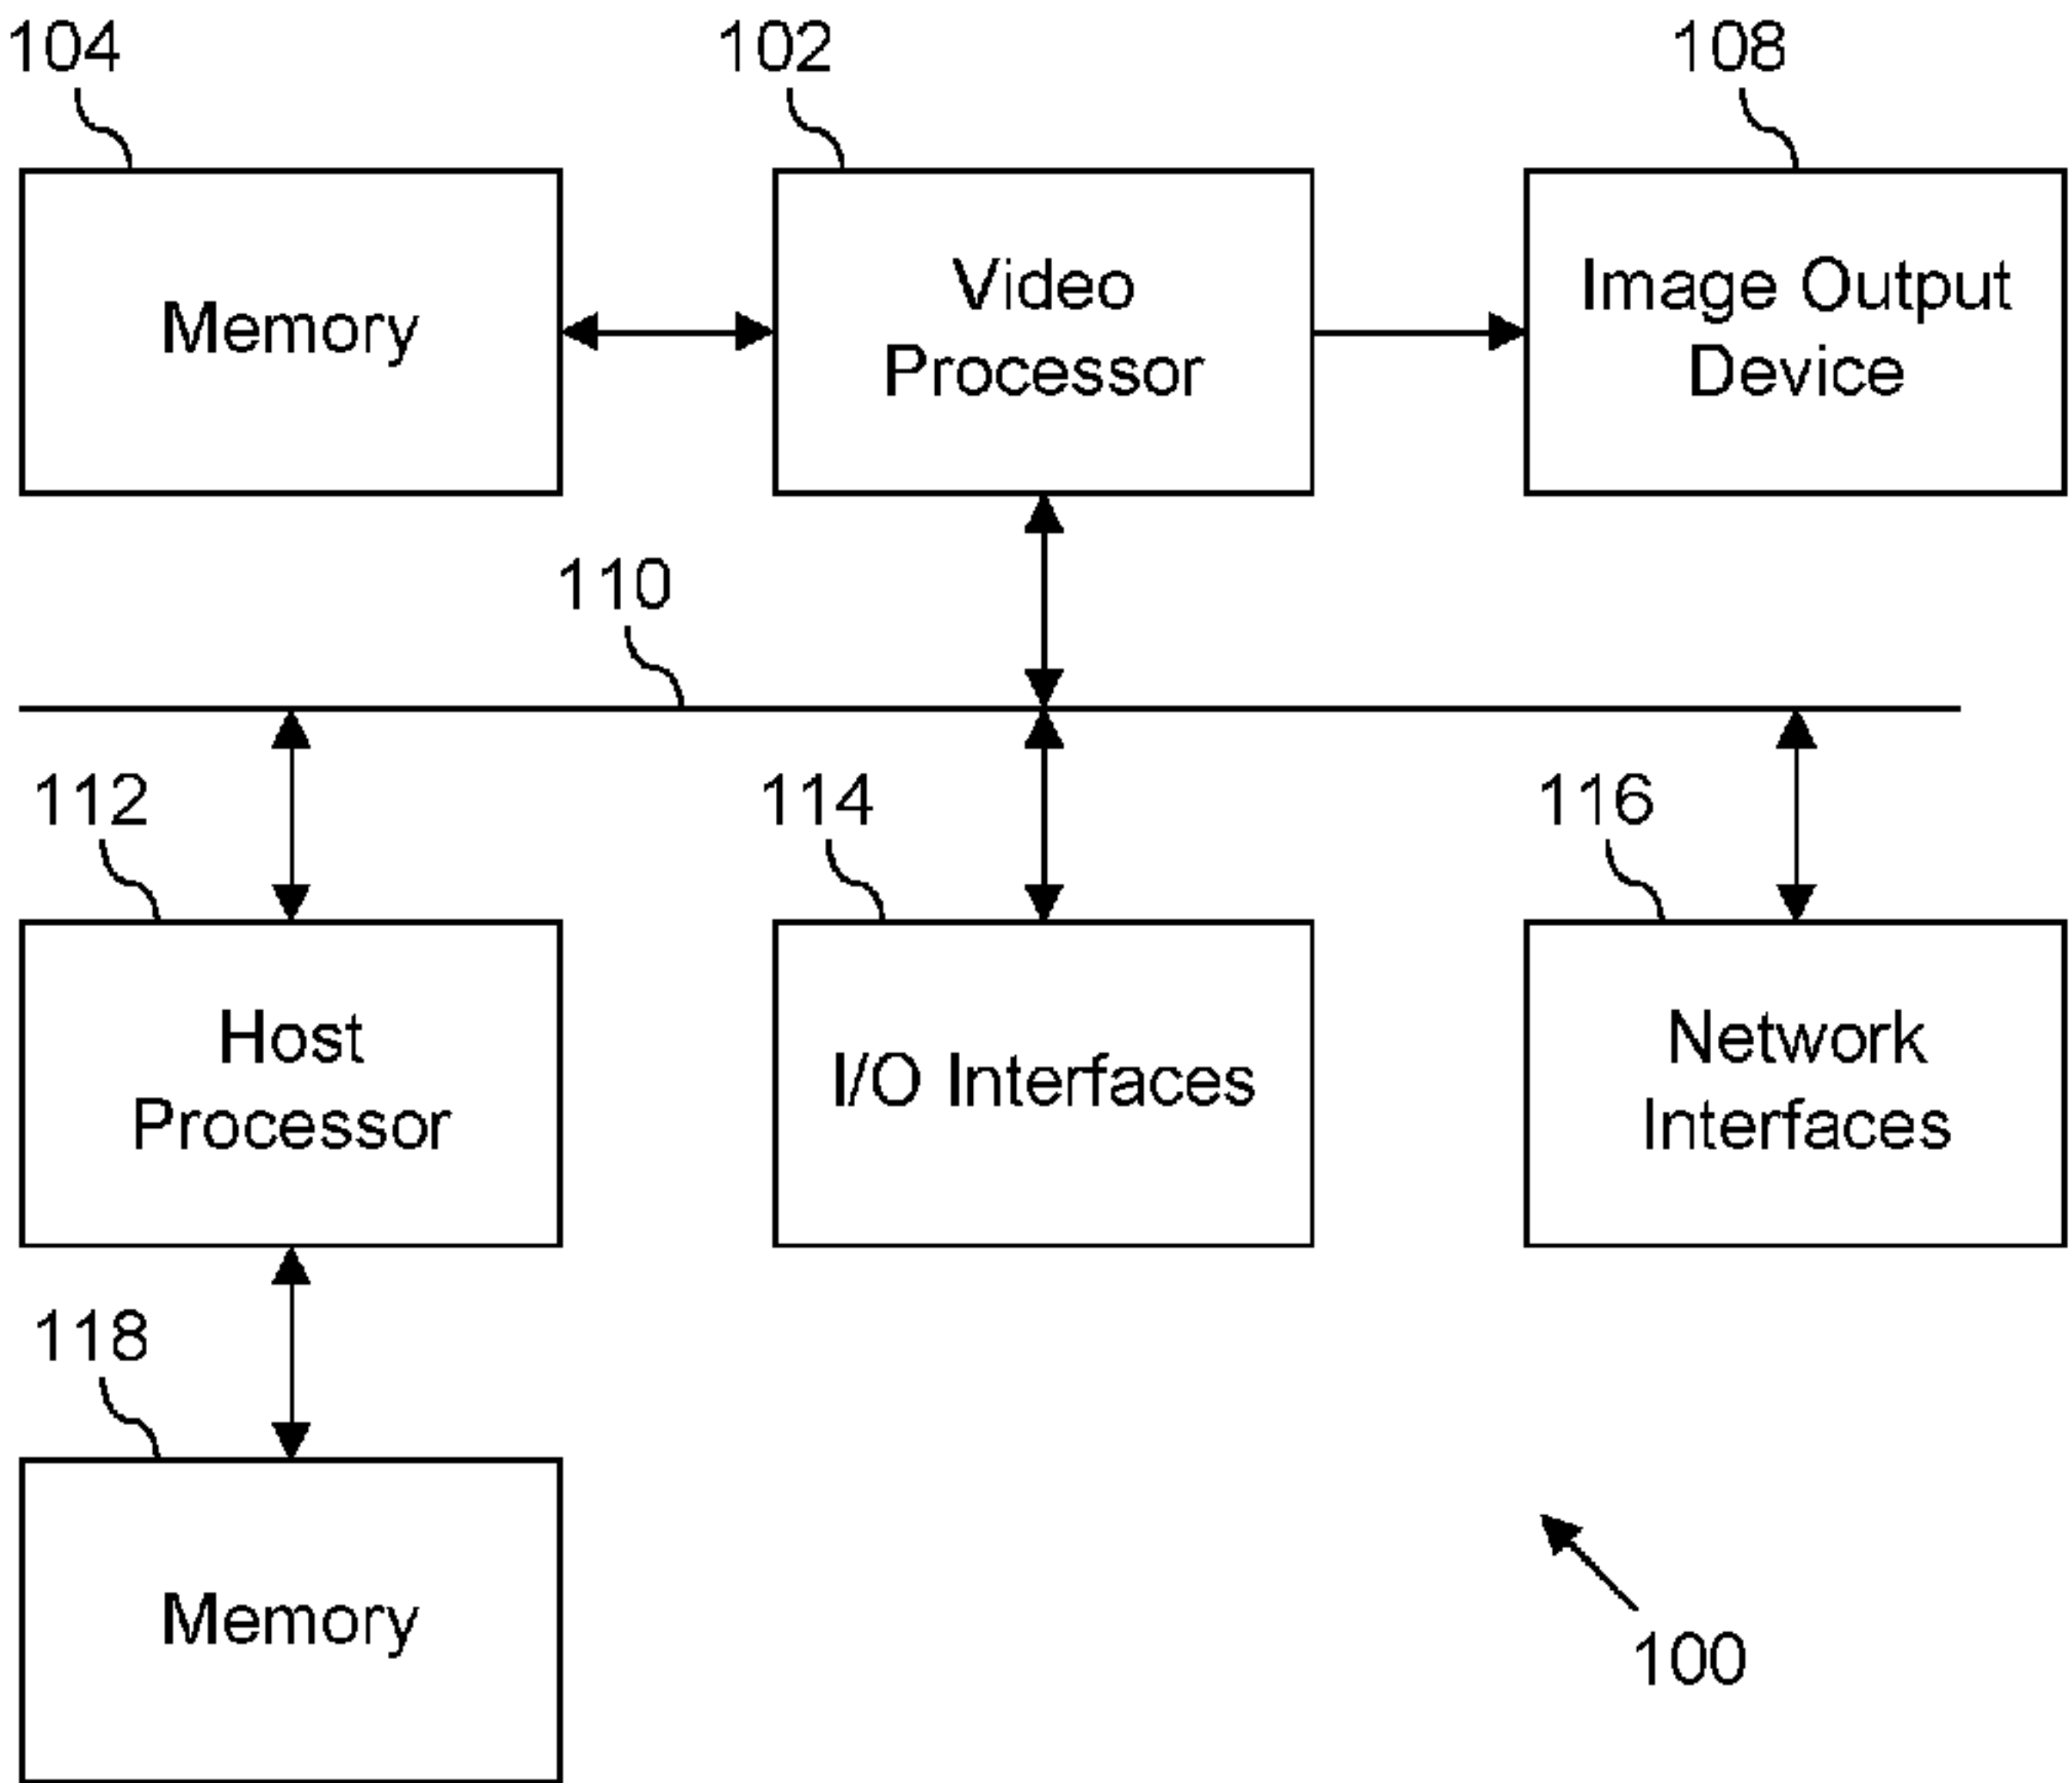 104
102
108
Memory
Video
Processor
Image Output
Device
110
112
114
116
Host
Processor
I/O Interfaces
Network
Interfaces
118
Memory
100